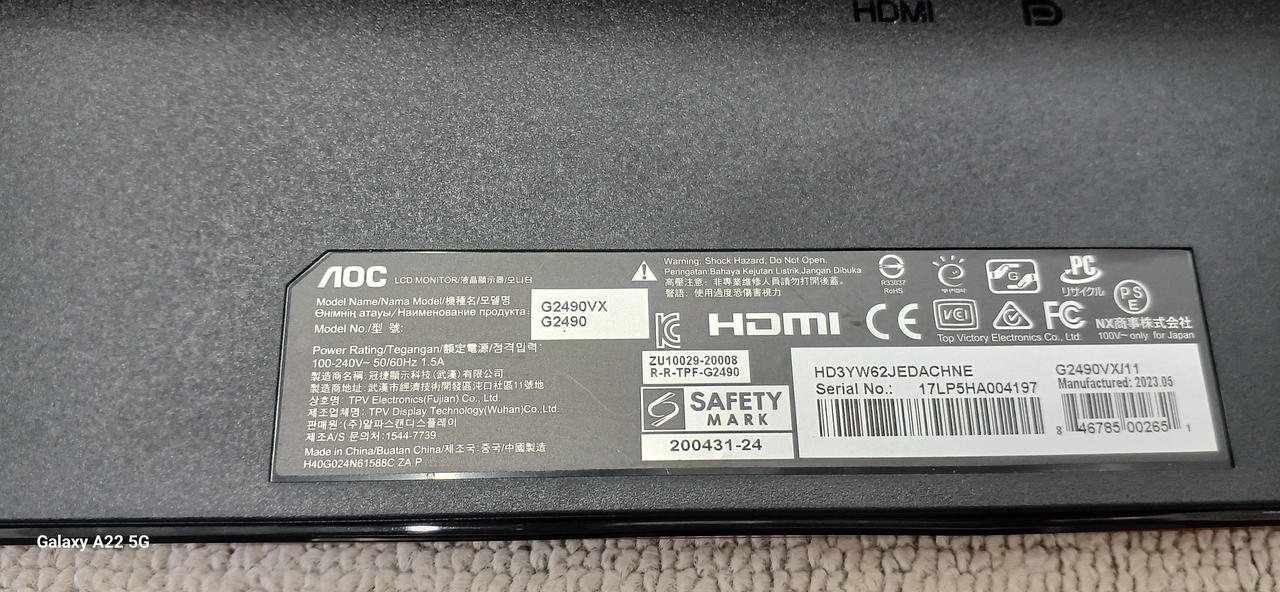 HDMI
AOC LCD MONITOR/液晶顯示器/모니터
Model Name/Nama Model/機種名/모델명
Өнімнің атауы/Наименование продукта:
Model No./型 號:
G2490VX
G2490
Power Rating/Tegangan/額定電源/정격입력:
100-240V~ 50/60Hz 1.5A
製造商名稱: 冠捷顯示科技(武漢)有限公司
製造商地址: 武漢市經濟技術開發區沌口社區11號地
상호명: TPV Electronics(Fujian) Co., Ltd.
제조업체명: TPV Display Technology(Wuhan)Co.,Ltd.
판매원:(주)알파스캔디스플레이
제조A/S 문의처:1544-7739
Made in China/Buatan China/제조국:중국/中國製造
H40G024N61588C ZA P
Warning: Shock Hazard, Do Not Open.
Peringatan:Bahaya Kejutan Listrik,Jangan Dibuka
高壓注意: 非專業維修人員請勿打開後蓋。
警語: 使用過度恐傷害視力
R33037
RoHS
PC
リサイクル
PS
E
HDMI
CE
VCCI
FC
Top Victory Electronics Co., Ltd.
NX商事株式会社
100V~ only for Japan
ZU10029-20008
R-R-TPF-G2490
SAFETY
MARK
200431-24
HD3YW62JEDACHNE
Serial No.: 17LP5HA004197
G2490VX/11
Manufactured: 2023.05
8 46785 00265 1
Galaxy A22 5G